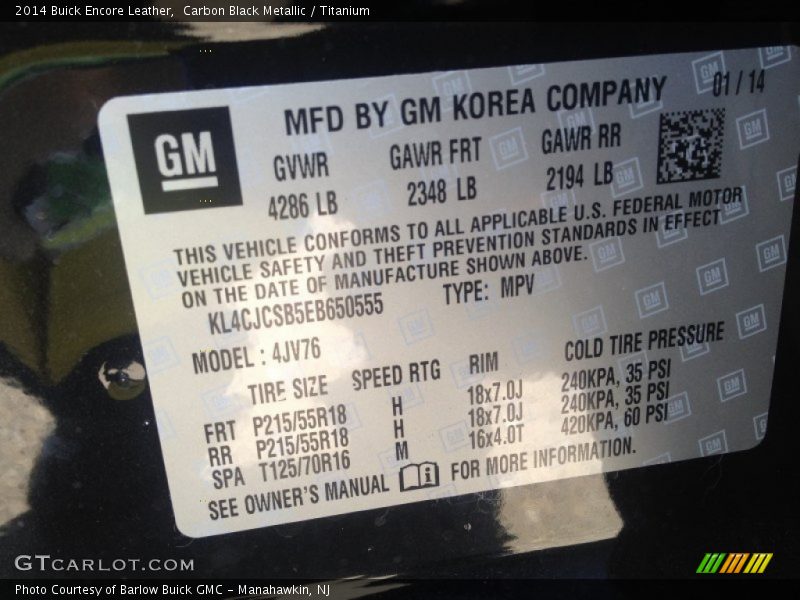 2014 Buick Encore Leather,  Carbon Black Metallic / Titanium
GM
MFD BY GM KOREA COMPANY 01 / 14
GVWR GAWR FRT GAWR RR
4286 LB 2348 LB 2194 LB
THIS VEHICLE CONFORMS TO ALL APPLICABLE U.S. FEDERAL MOTOR
VEHICLE SAFETY AND THEFT PREVENTION STANDARDS IN EFFECT
ON THE DATE OF MANUFACTURE SHOWN ABOVE.
KL4CJCSB5EB650555 TYPE: MPV
MODEL : 4JV76
TIRE SIZE SPEED RTG RIM COLD TIRE PRESSURE
FRT P215/55R18 H 18x7.0J 240KPA, 35 PSI
RR P215/55R18 H 18x7.0J 240KPA, 35 PSI
SPA T125/70R16 M 16x4.0T 420KPA, 60 PSI
SEE OWNER'S MANUAL FOR MORE INFORMATION.
GTCARLOT.COM
Photo Courtesy of Barlow Buick GMC – Manahawkin, NJ